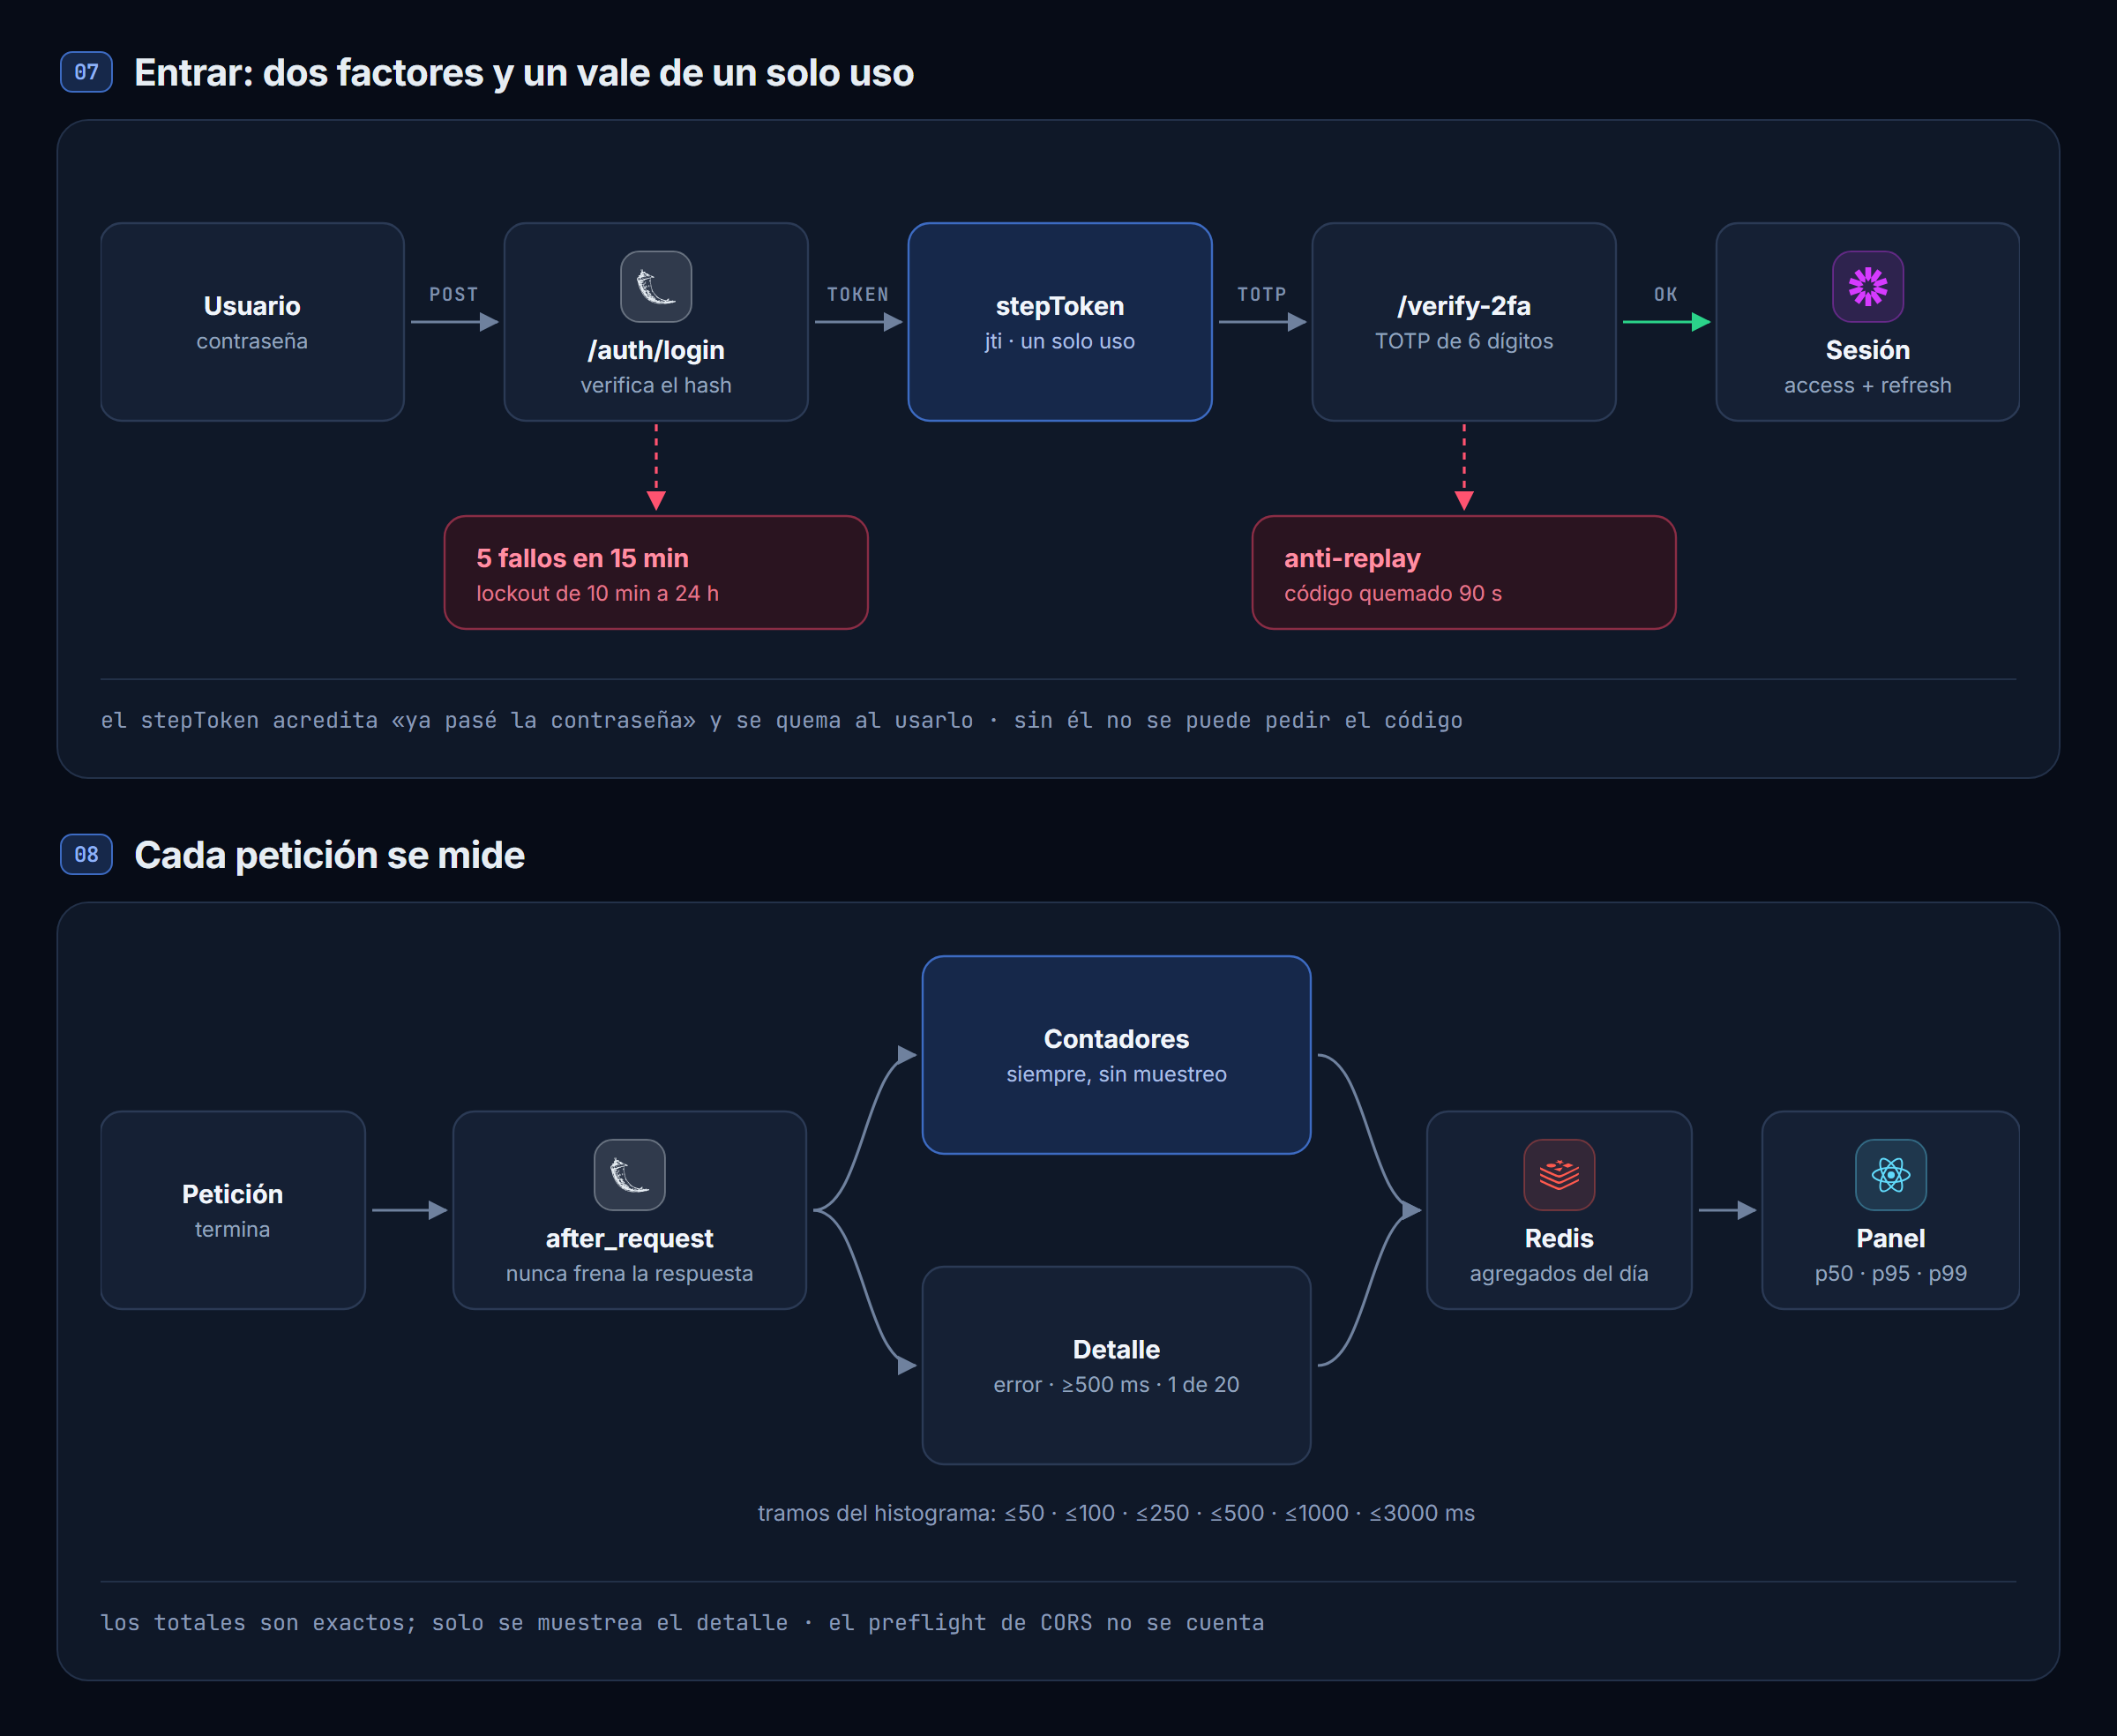 07
Entrar: dos factores y un vale de un solo uso
Usuario
contraseña
POST
/auth/login
verifica el hash
TOKEN
stepToken
jti · un solo uso
TOTP
/verify-2fa
TOTP de 6 dígitos
OK
Sesión
access + refresh
5 fallos en 15 min
lockout de 10 min a 24 h
anti-replay
código quemado 90 s
el stepToken acredita «ya pasé la contraseña» y se quema al usarlo · sin él no se puede pedir el código
08
Cada petición se mide
Petición
termina
after_request
nunca frena la respuesta
Contadores
siempre, sin muestreo
Detalle
error · ≥500 ms · 1 de 20
Redis
agregados del día
Panel
p50 · p95 · p99
tramos del histograma: ≤50 · ≤100 · ≤250 · ≤500 · ≤1000 · ≤3000 ms
los totales son exactos; solo se muestrea el detalle · el preflight de CORS no se cuenta